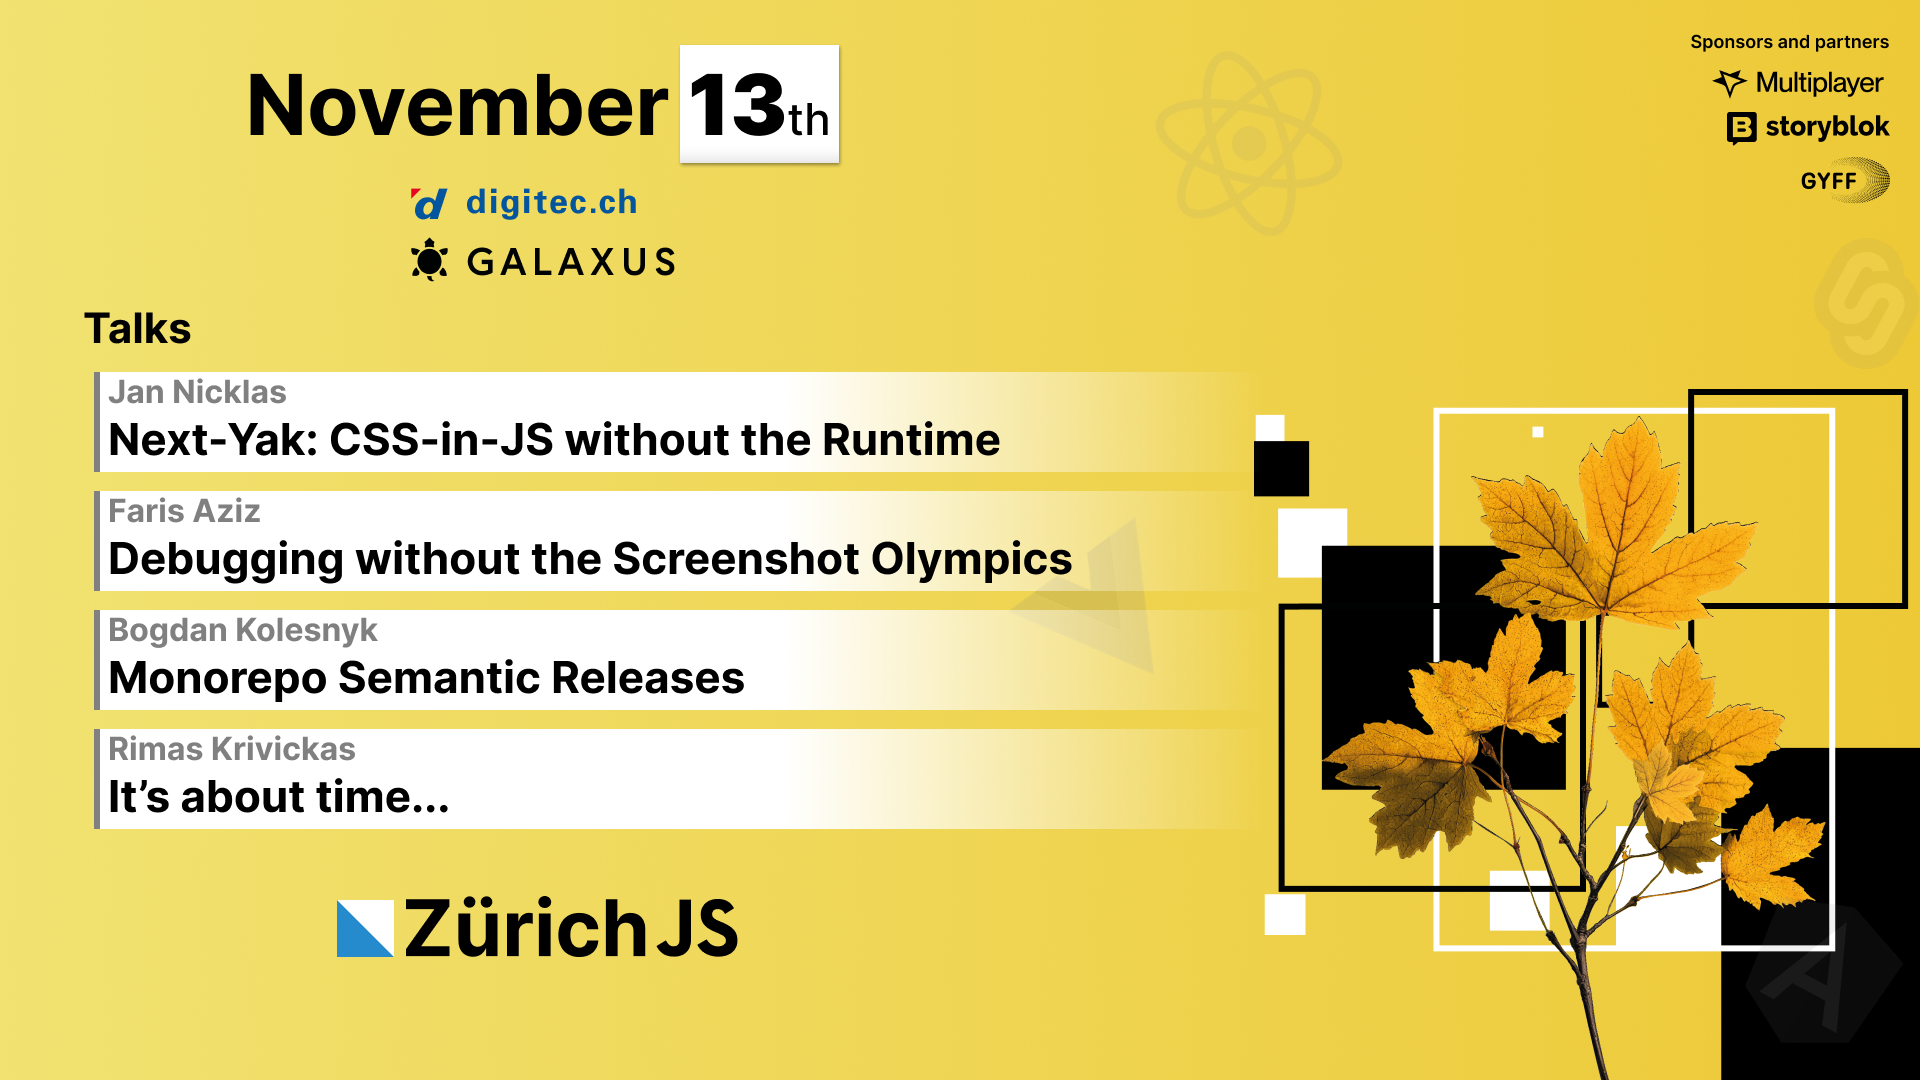 November 13th
digitec.ch
GALAXUS
Sponsors and partners
Multiplayer
storyblok
GYFF
Talks
Jan Nicklas
Next-Yak: CSS-in-JS without the Runtime
Faris Aziz
Debugging without the Screenshot Olympics
Bogdan Kolesnyk
Monorepo Semantic Releases
Rimas Krivickas
It’s about time...
Zürich JS